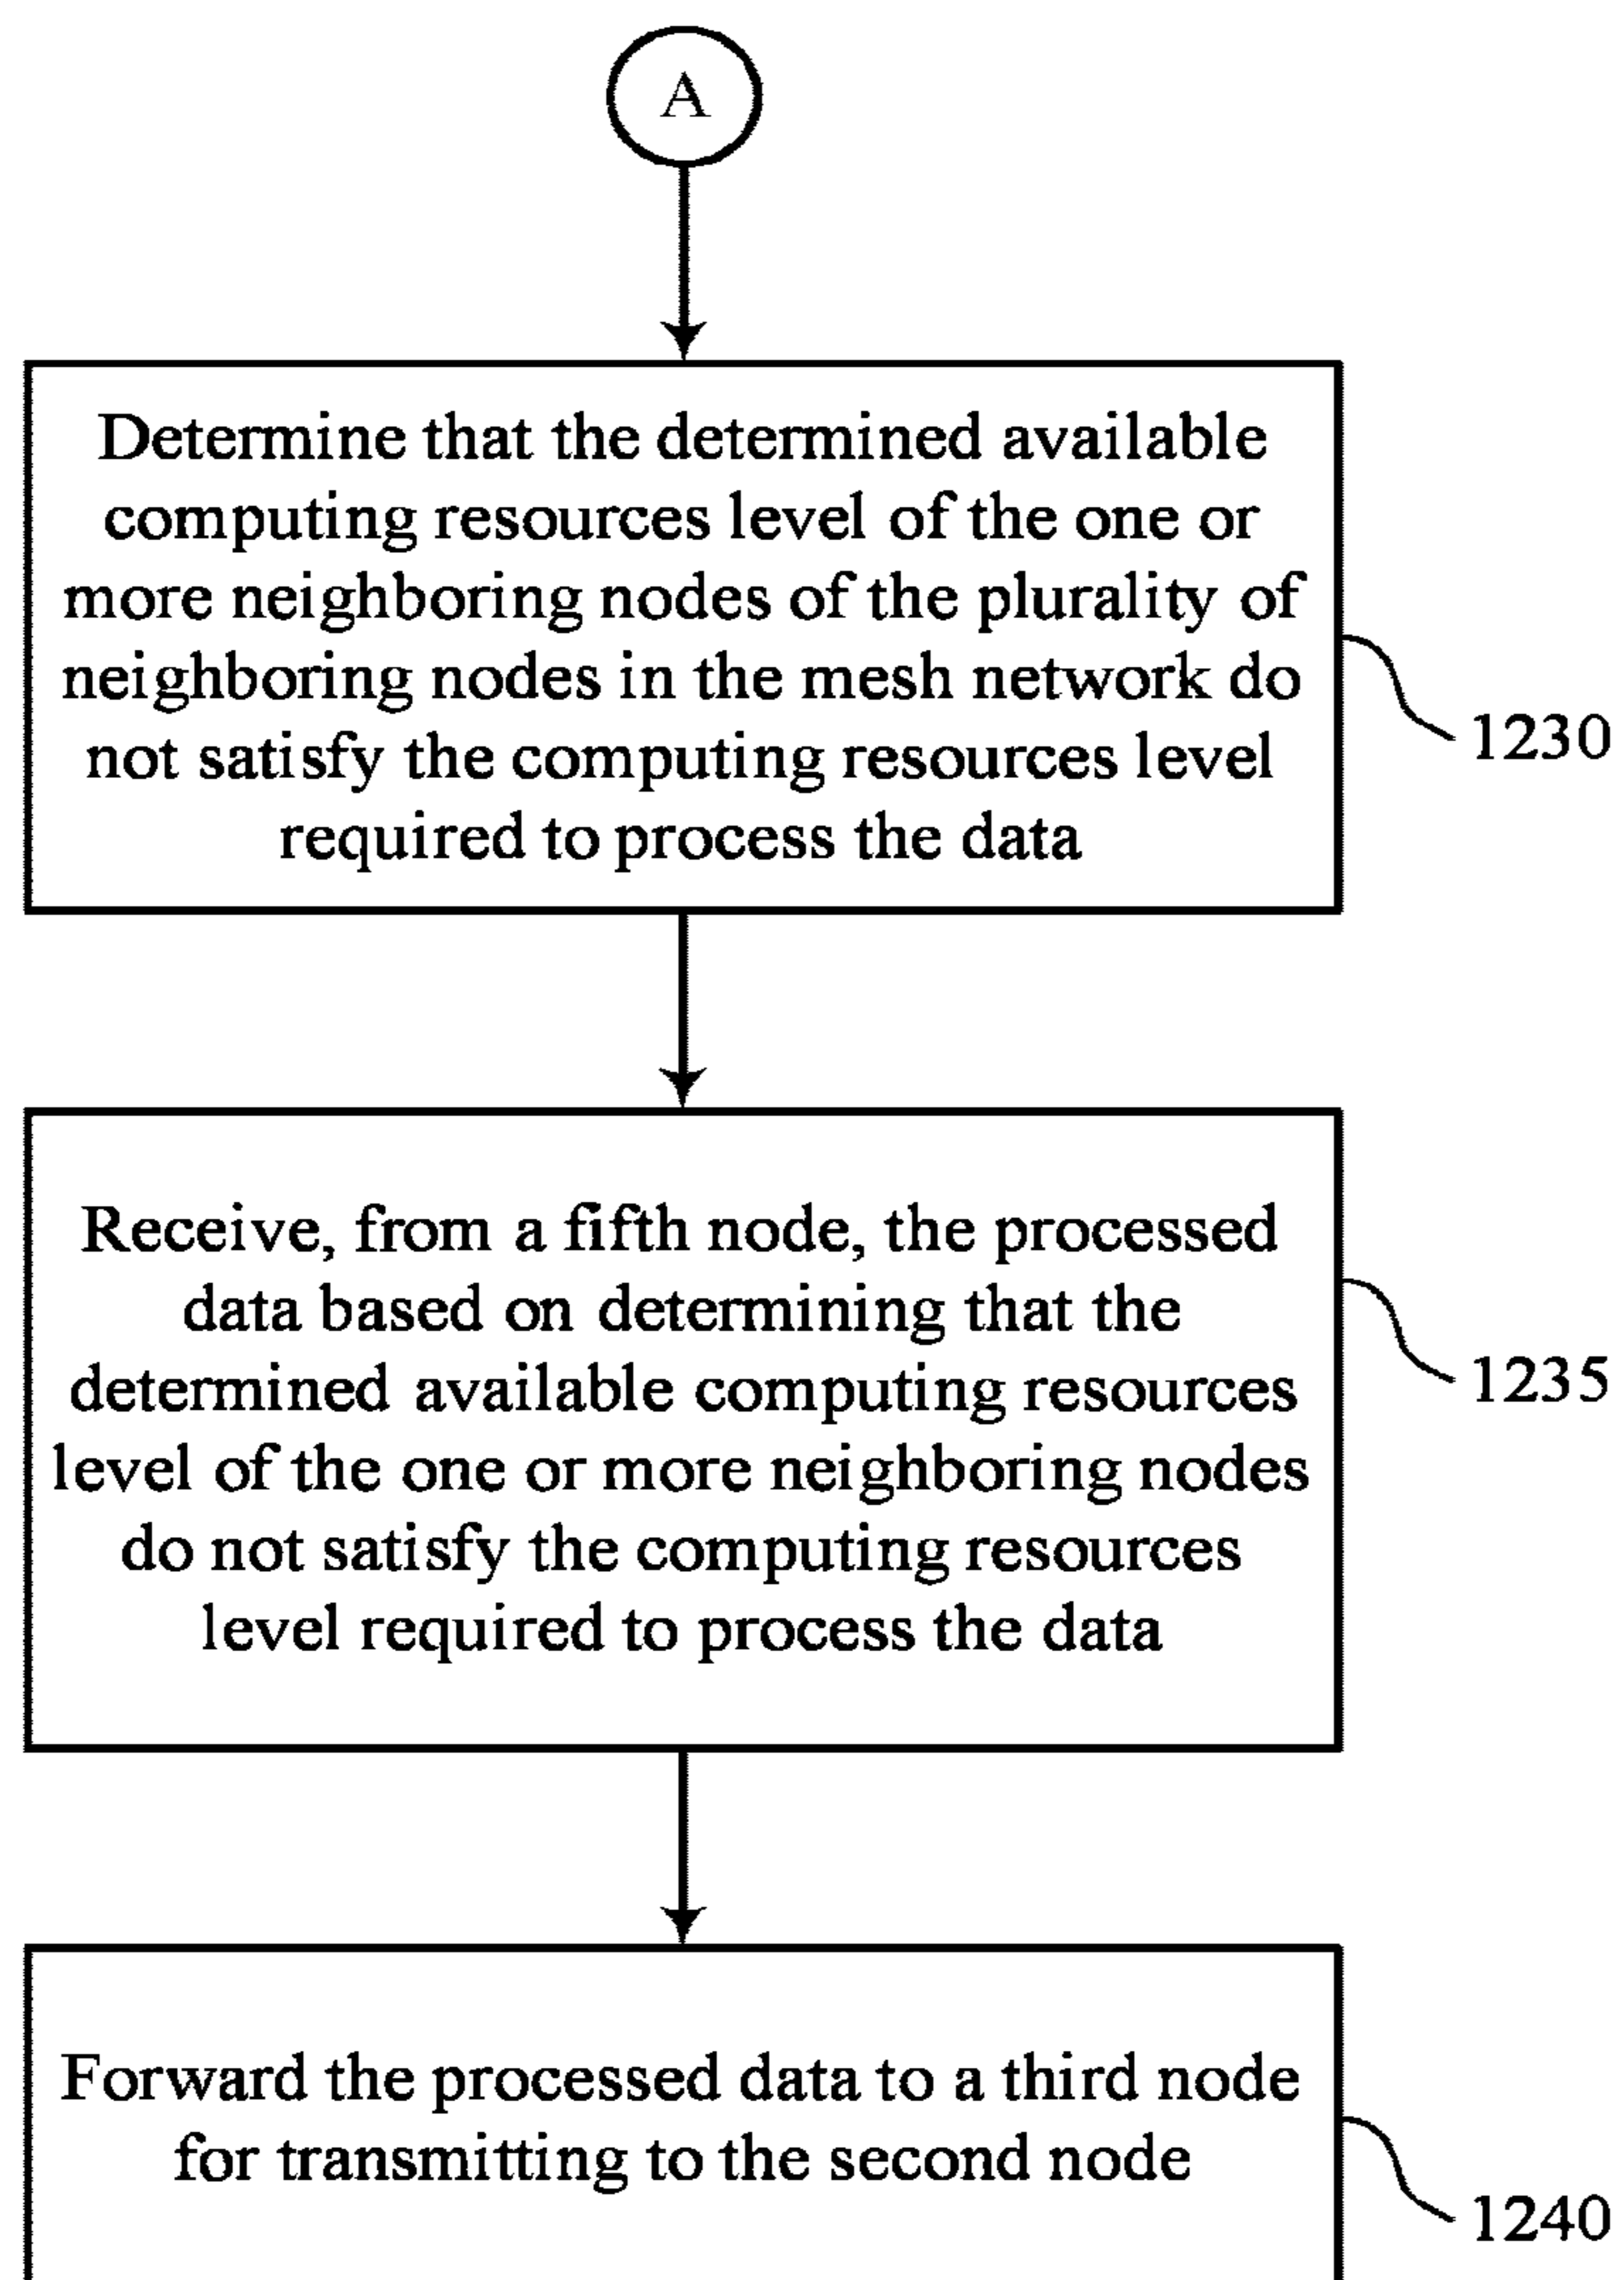 A
Determine that the determined available
computing resources level of the one or
more neighboring nodes of the plurality of
neighboring nodes in the mesh network do
not satisfy the computing resources level
required to process the data
1230
Receive, from a fifth node, the processed
data based on determining that the
determined available computing resources
level of the one or more neighboring nodes
do not satisfy the computing resources
level required to process the data
1235
Forward the processed data to a third node
for transmitting to the second node
1240